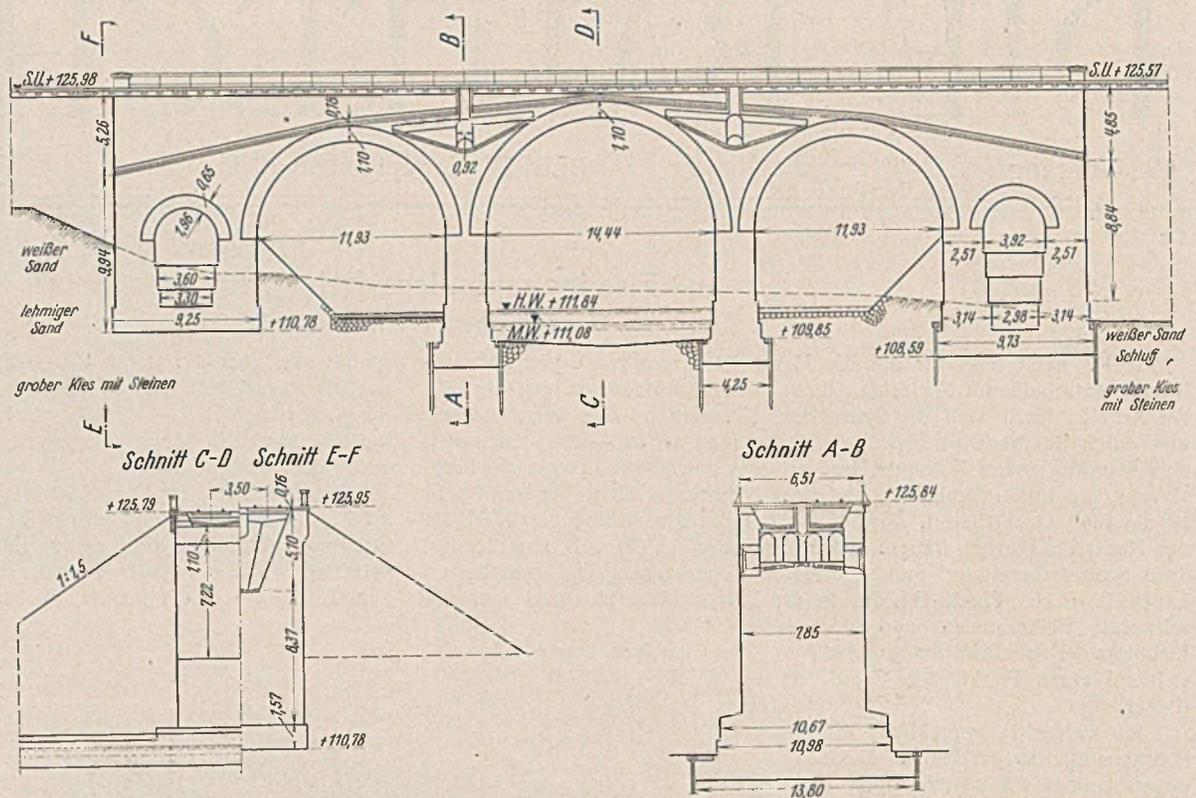 F
B
D
S.U. + 125,98
S.U. + 125,57
5,26
0,16
1,10
0,92
1,10
4,85
0,65
1,96
9,94
8,84
11,93
14,44
11,93
2,51
3,92
2,51
weißer
Sand
3,60
3,30
lehmiger
Sand
9,25
+110,78
H.W. +111,84
M.W. +111,08
+109,85
3,14
2,98
3,14
+108,59
9,73
weißer Sand
Schluff
grober Kies mit Steinen
grober Kies
mit Steinen
4,25
A
C
E
Schnitt C-D
Schnitt E-F
Schnitt A-B
+125,79
3,50
0,16
+125,95
6,51
+125,84
1:1,5
1,10
7,22
5,10
8,37
1,57
+110,78
7,85
10,67
10,98
13,80